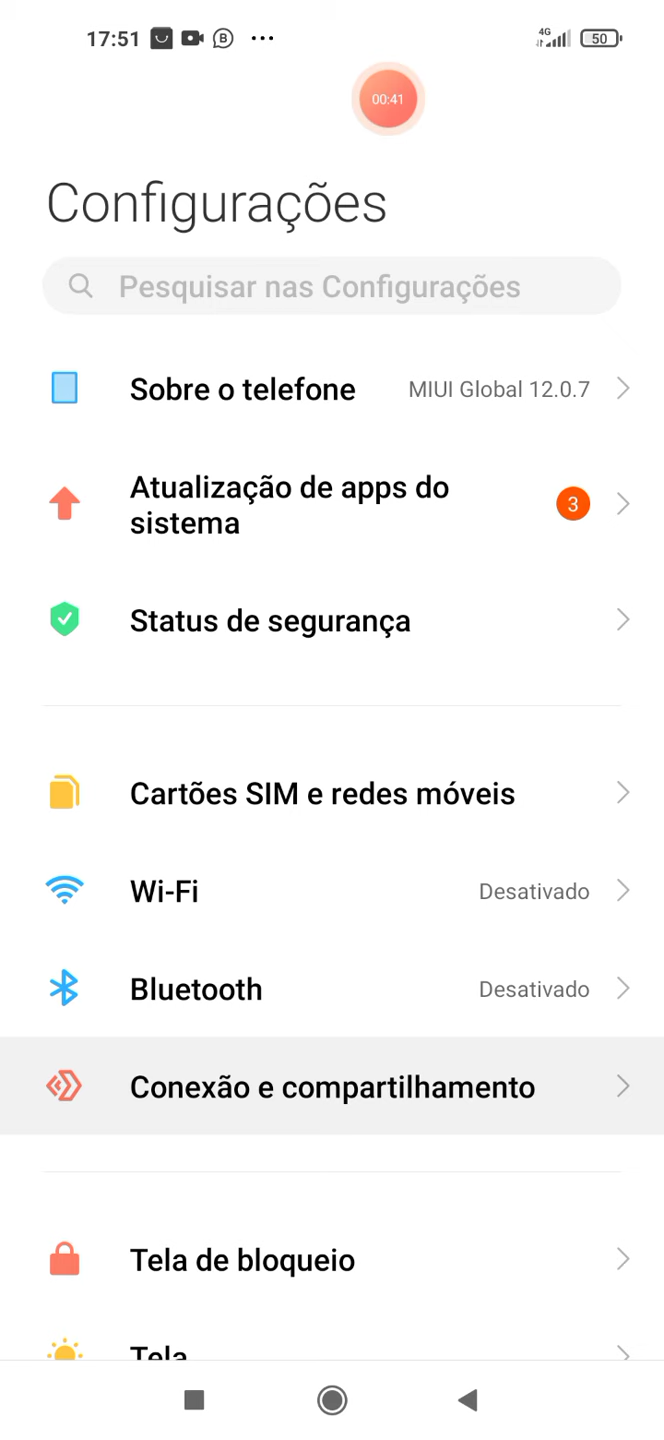 17:51
4G
50
00:41
Configurações
Pesquisar nas Configurações
Sobre o telefone MIUI Global 12.0.7
Atualização de apps do
sistema
3
Status de segurança
Cartões SIM e redes móveis
Wi-Fi Desativado
Bluetooth Desativado
Conexão e compartilhamento
Tela de bloqueio
Tela